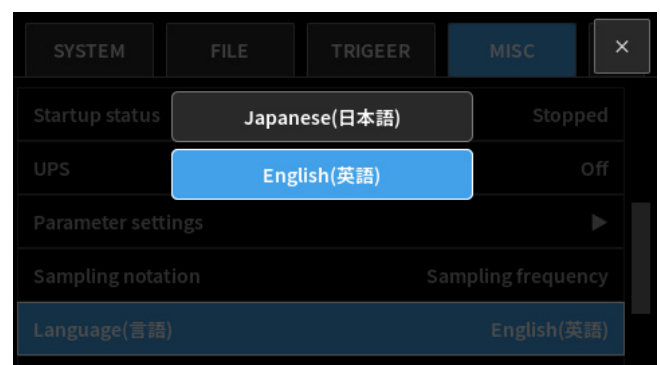 SYSTEM FILE TRIGEER MISC ×
Startup status Stopped
Japanese(日本語)
UPS Off
English(英語)
Parameter settings ▶
Sampling notation Sampling frequency
Language(言語) English(英語)